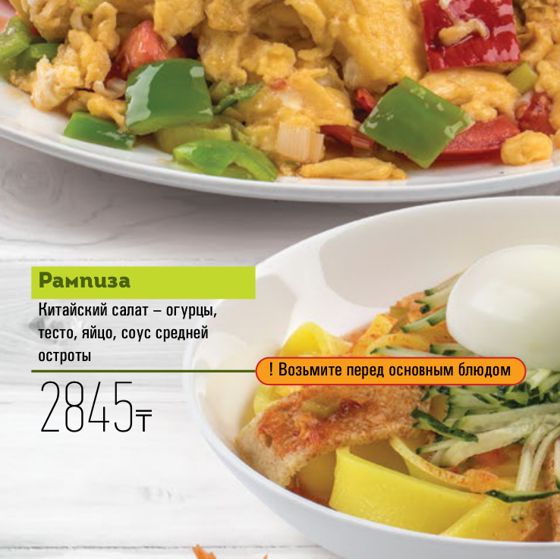 Рампиза
Китайский салат – огурцы,
тесто, яйцо, соус средней
остроты
! Возьмите перед основным блюдом
2845₸